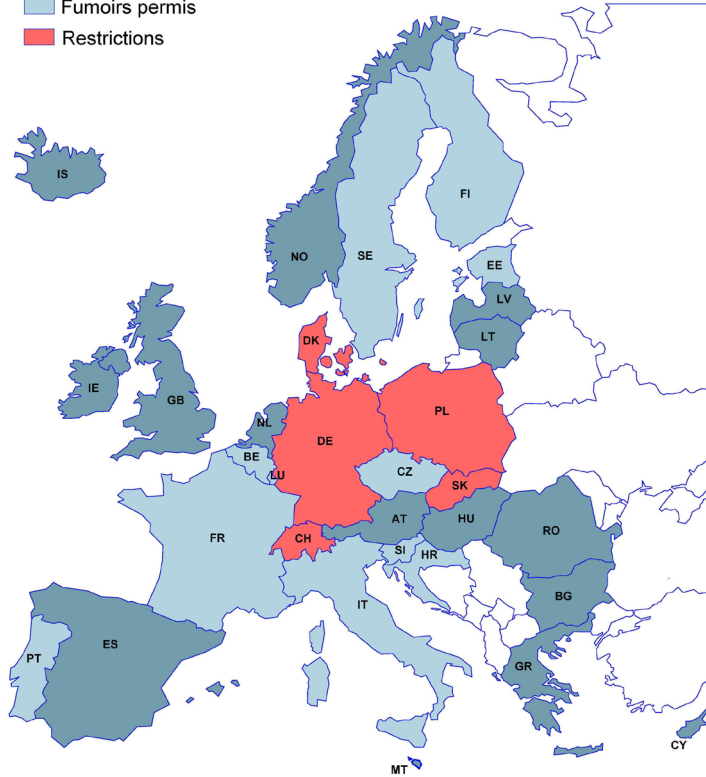 Fumoirs permis
Restrictions
IS
FI
NO
SE
EE
LV
DK
LT
IE
GB
PL
NL
DE
BE
CZ
LU
SK
AT
HU
RO
FR
CH
SI
HR
BG
IT
ES
PT
GR
CY
MT